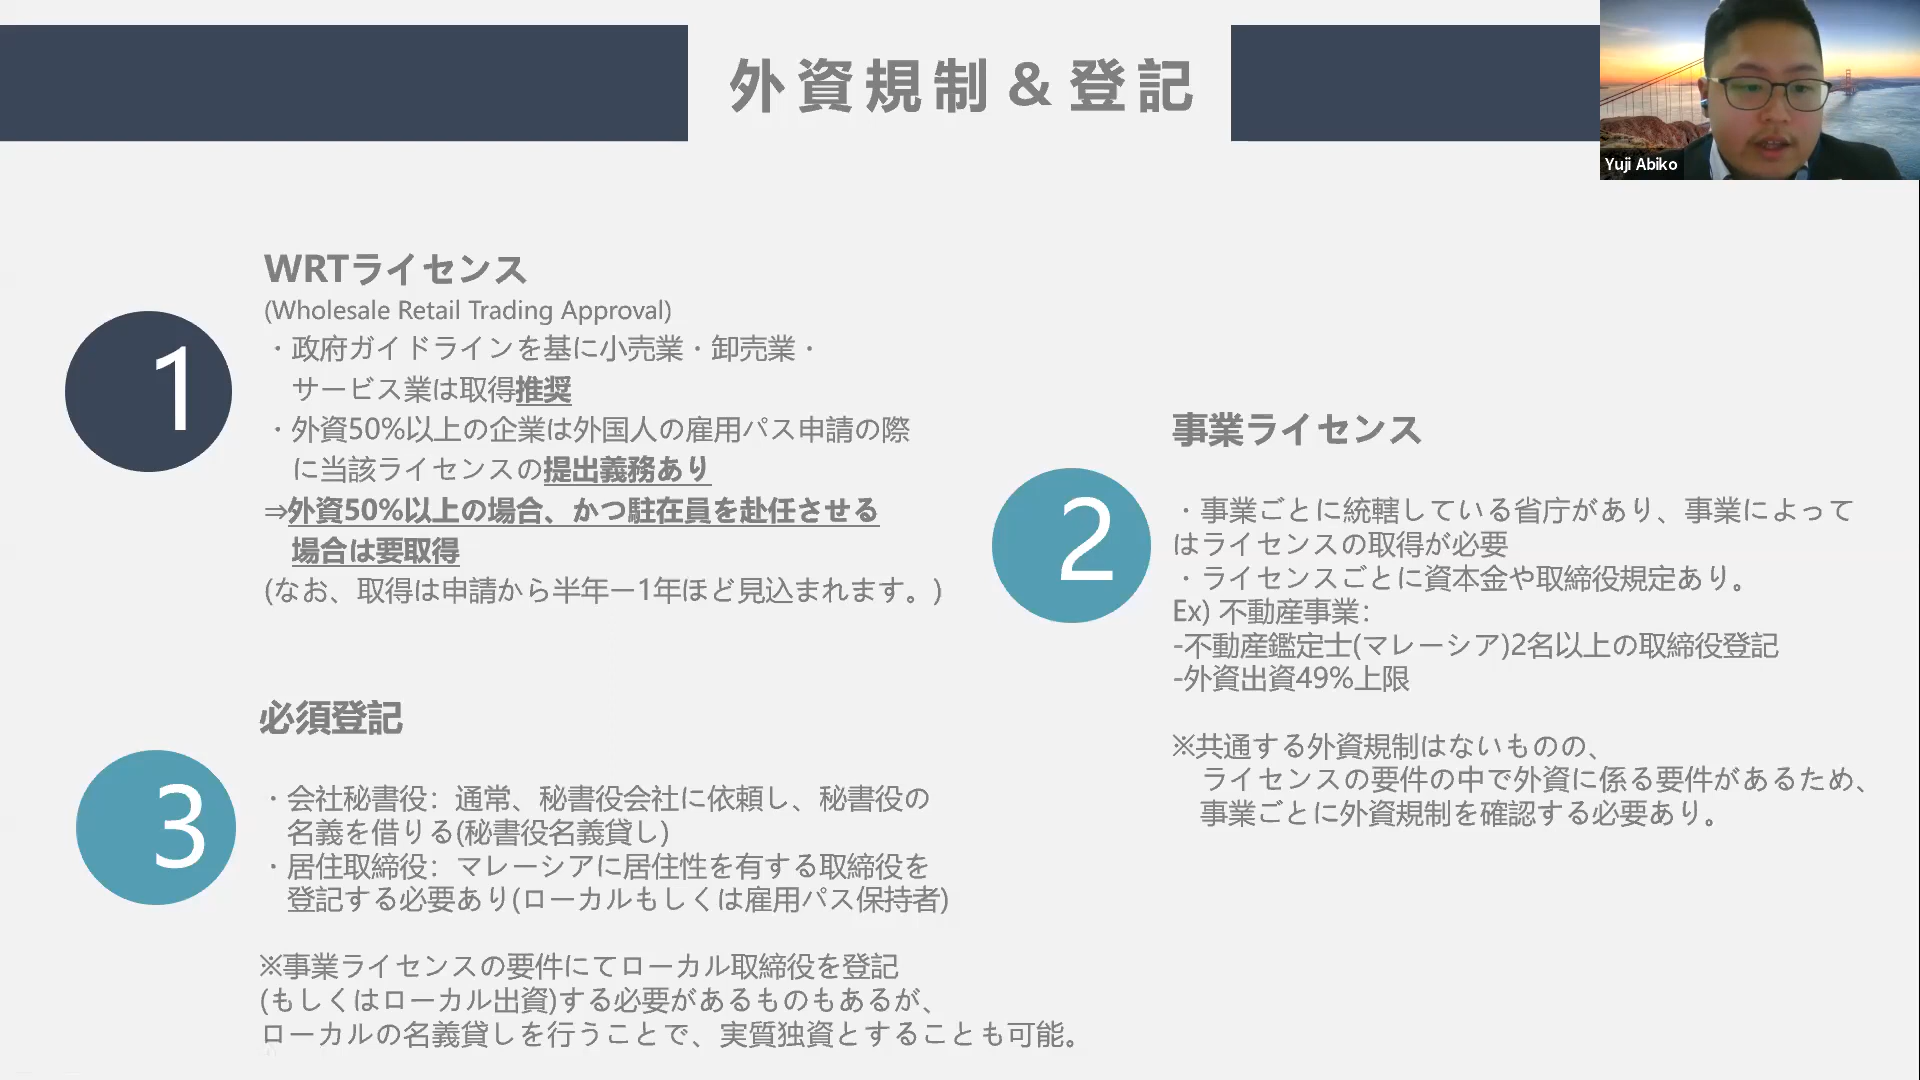 外資規制＆登記
Yuji Abiko
1
WRTライセンス
(Wholesale Retail Trading Approval)
・政府ガイドラインを基に小売業・卸売業・
サービス業は取得推奨
・外資50%以上の企業は外国人の雇用パス申請の際
に当該ライセンスの提出義務あり
⇒外資50%以上の場合、かつ駐在員を赴任させる
場合は要取得
(なお、取得は申請から半年ー1年ほど見込まれます。)
2
事業ライセンス
・事業ごとに統轄している省庁があり、事業によって
はライセンスの取得が必要
・ライセンスごとに資本金や取締役規定あり。
Ex) 不動産事業：
-不動産鑑定士(マレーシア)2名以上の取締役登記
-外資出資49%上限
※共通する外資規制はないものの、
ライセンスの要件の中で外資に係る要件があるため、
事業ごとに外資規制を確認する必要あり。
3
必須登記
・会社秘書役：通常、秘書役会社に依頼し、秘書役の
名義を借りる(秘書役名義貸し)
・居住取締役：マレーシアに居住性を有する取締役を
登記する必要あり(ローカルもしくは雇用パス保持者)
※事業ライセンスの要件にてローカル取締役を登記
(もしくはローカル出資)する必要があるものもあるが、
ローカルの名義貸しを行うことで、実質独資とすることも可能。